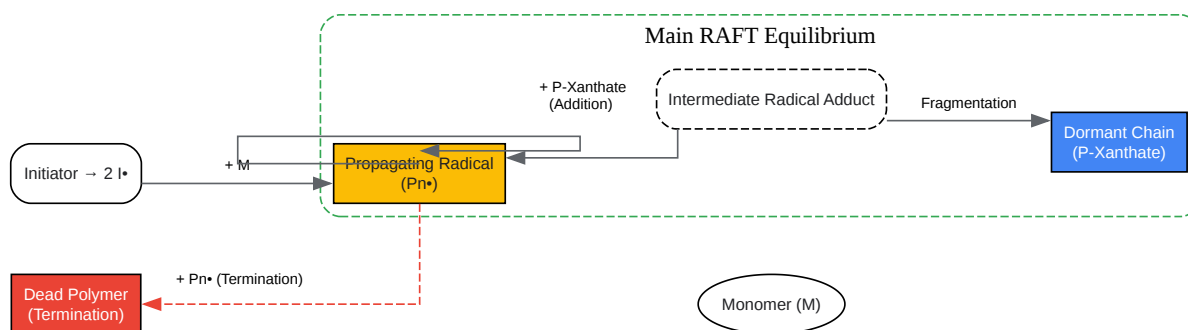 Main RAFT Equilibrium
+ P-Xanthate
(Addition)
Intermediate Radical Adduct
Fragmentation
Dormant Chain
(P-Xanthate)
Initiator → 2 I•
+ M
Propagating Radical
(Pn•)
+ Pn• (Termination)
Dead Polymer
(Termination)
Monomer (M)